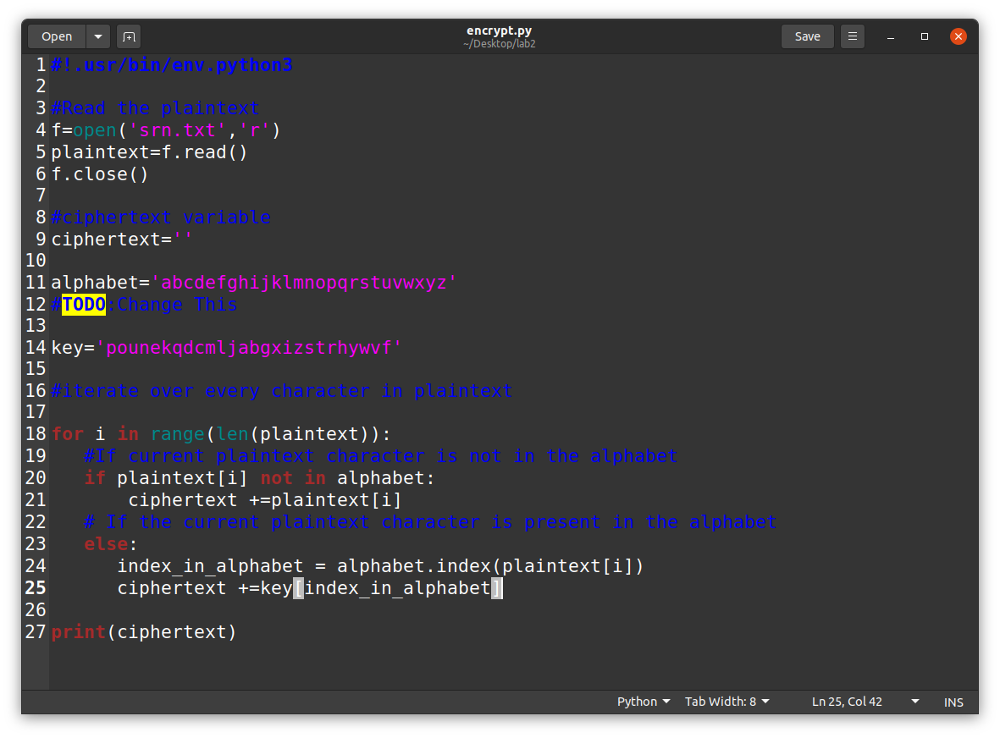 Open
encrypt.py
~/Desktop/lab2
Save
1 #!.usr/bin/env.python3
2
3 #Read the plaintext
4 f=open('srn.txt','r')
5 plaintext=f.read()
6 f.close()
7
8 #ciphertext variable
9 ciphertext=''
10
11 alphabet='abcdefghijklmnopqrstuvwxyz'
12 #TODO:Change This
13
14 key='pounekqdcmljabgxizstrhywvf'
15
16 #iterate over every character in plaintext
17
18 for i in range(len(plaintext)):
19    #If current plaintext character is not in the alphabet
20    if plaintext[i] not in alphabet:
21        ciphertext +=plaintext[i]
22    # If the current plaintext character is present in the alphabet
23    else:
24       index_in_alphabet = alphabet.index(plaintext[i])
25       ciphertext +=key[index_in_alphabet]
26
27 print(ciphertext)
Python Tab Width: 8 Ln 25, Col 42 INS